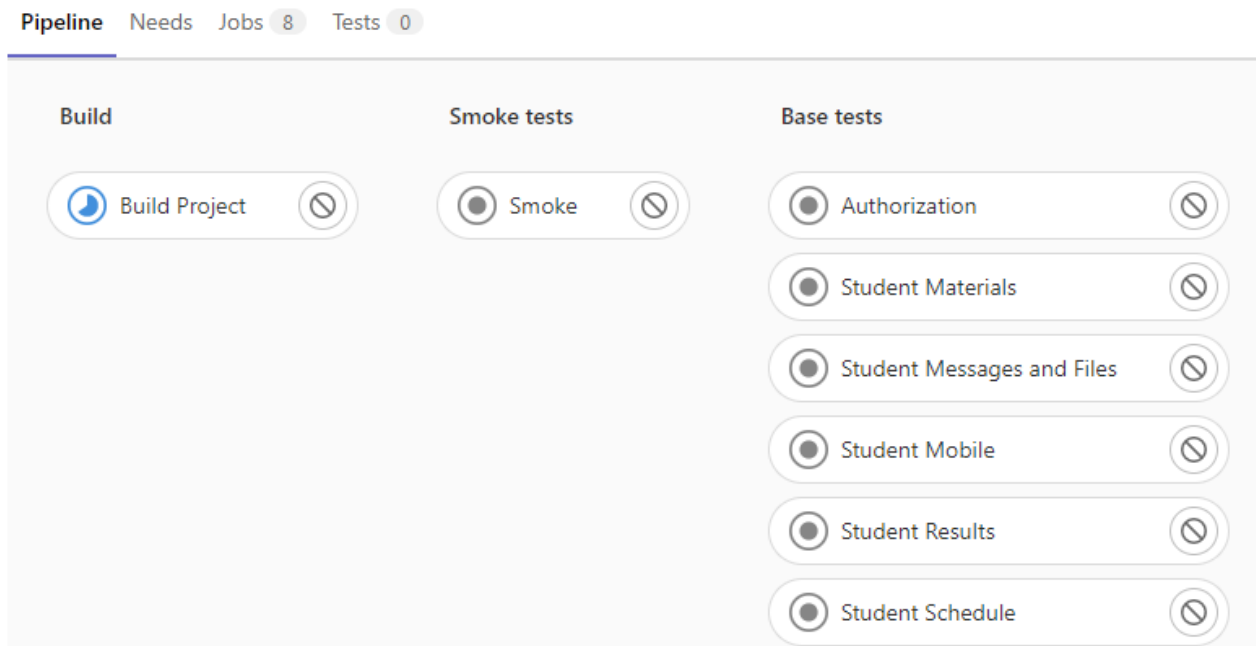 Pipeline Needs Jobs 8 Tests 0
Build Smoke tests Base tests
Build Project Smoke Authorization
Student Materials
Student Messages and Files
Student Mobile
Student Results
Student Schedule